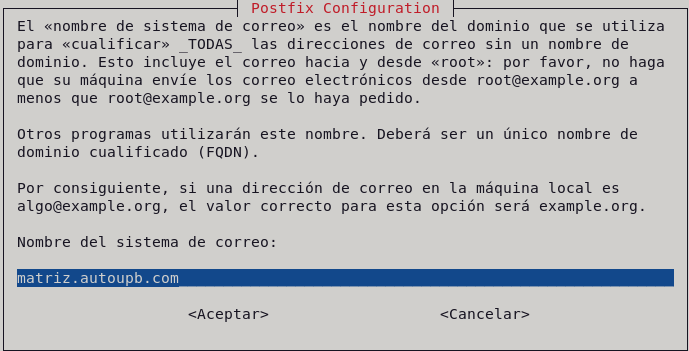 Postfix Configuration
El «nombre de sistema de correo» es el nombre del dominio que se utiliza
para «cualificar» _TODAS_ las direcciones de correo sin un nombre de
dominio. Esto incluye el correo hacia y desde «root»: por favor, no haga
que su máquina envíe los correo electrónicos desde root@example.org a
menos que root@example.org se lo haya pedido.
Otros programas utilizarán este nombre. Deberá ser un único nombre de
dominio cualificado (FQDN).
Por consiguiente, si una dirección de correo en la máquina local es
algo@example.org, el valor correcto para esta opción será example.org.
Nombre del sistema de correo:
matriz.autoupb.com
<Aceptar> <Cancelar>